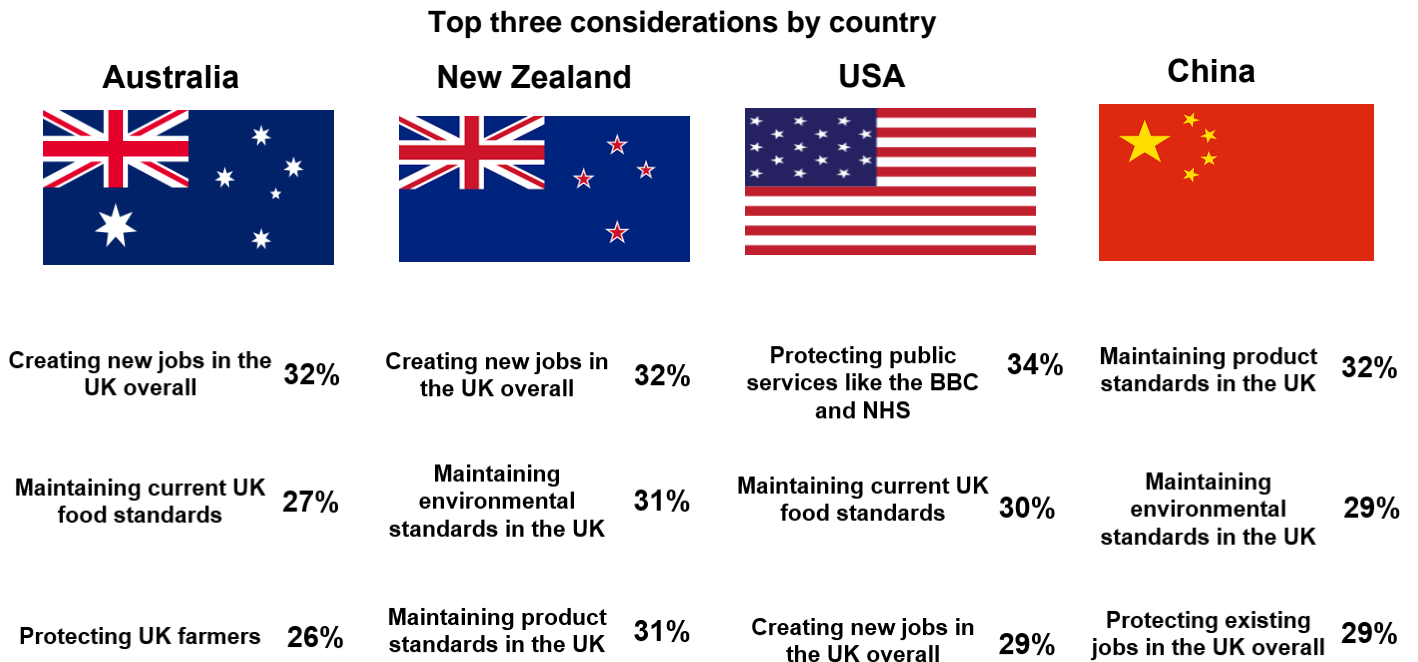 Top three considerations by country
Australia
New Zealand
USA
China
Creating new jobs in the
UK overall
32%
Creating new jobs in
the UK overall
32%
Protecting public
services like the BBC
and NHS
34%
Maintaining product
standards in the UK
32%
Maintaining current UK
food standards
27%
Maintaining
environmental
standards in the UK
31%
Maintaining current UK
food standards
30%
Maintaining
environmental
standards in the UK
29%
Protecting UK farmers
26%
Maintaining product
standards in the UK
31%
Creating new jobs in
the UK overall
29%
Protecting existing
jobs in the UK overall
29%